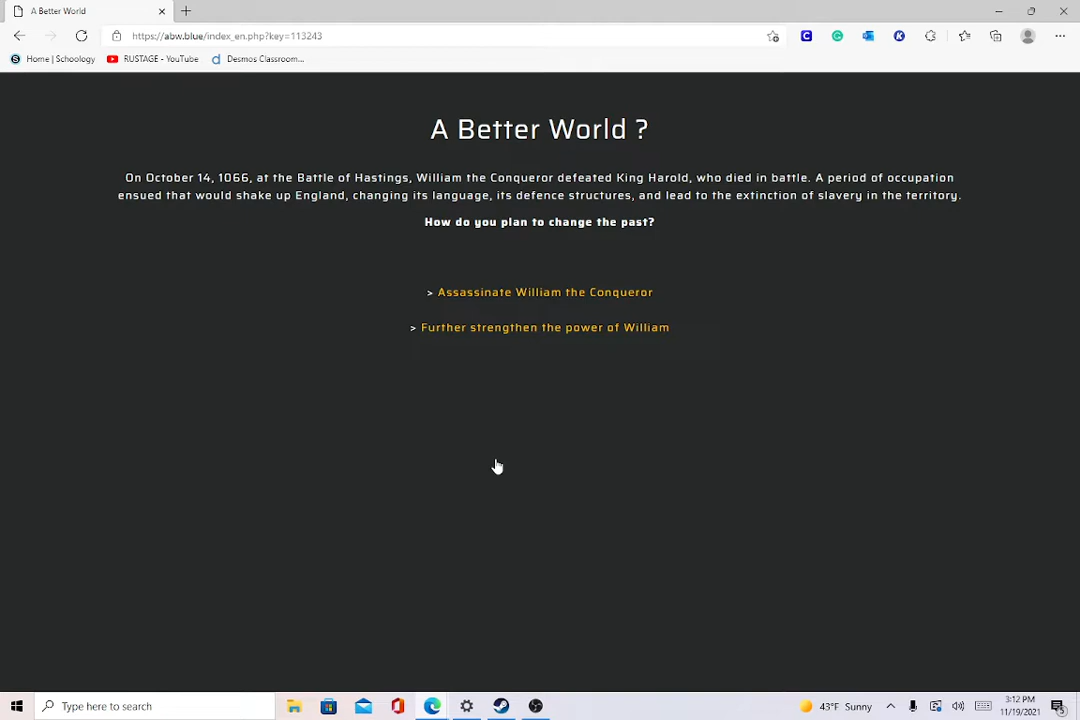 A Better World
https://abw.blue/index_en.php?key=113243
Home | Schoology
RUSTAGE - YouTube
Desmos Classroom...
A Better World ?
On October 14, 1066, at the Battle of Hastings, William the Conqueror defeated King Harold, who died in battle. A period of occupation
ensued that would shake up England, changing its language, its defence structures, and lead to the extinction of slavery in the territory.
How do you plan to change the past?
> Assassinate William the Conqueror
> Further strengthen the power of William
Type here to search
43°F Sunny
3:12 PM
11/19/2021